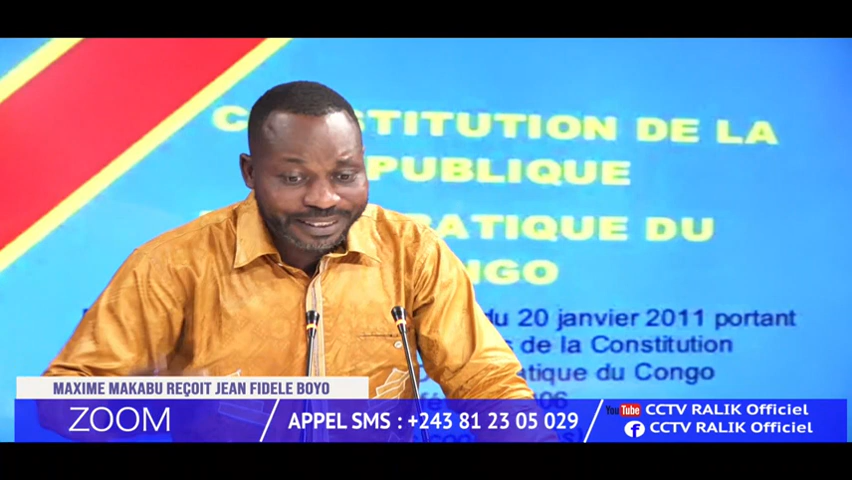 CONSTITUTION DE LA
PUBLIQUE
ATIQUE DU
NGO
du 20 janvier 2011 portant
s de la Constitution
tique du Congo
MAXIME MAKABU REÇOIT JEAN FIDELE BOYO
ZOOM
APPEL SMS : +243 81 23 05 029
YouTube CCTV RALIK Officiel
f CCTV RALIK Officiel